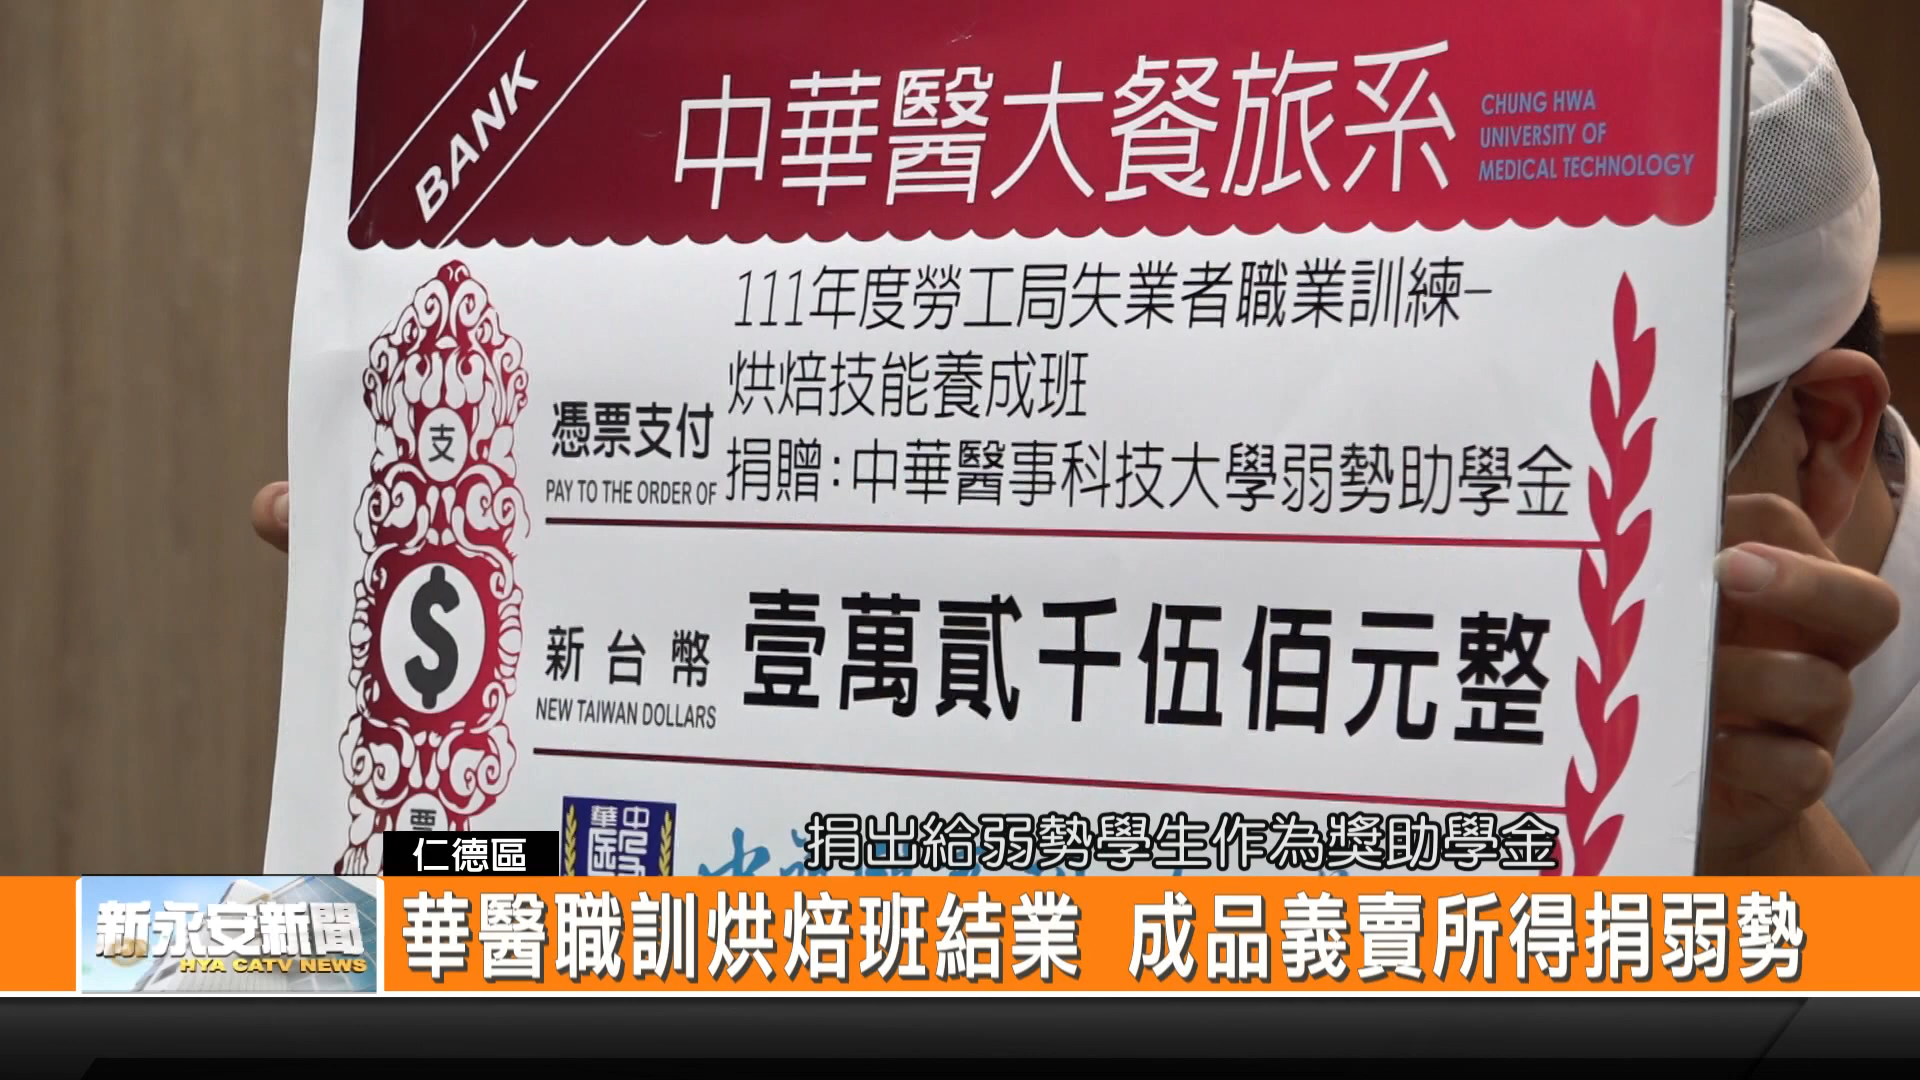 BANK
中華醫大餐旅系
CHUNG HWA
UNIVERSITY OF
MEDICAL TECHNOLOGY
111年度勞工局失業者職業訓練-
烘焙技能養成班
憑票支付
捐贈:中華醫事科技大學弱勢助學金
PAY TO THE ORDER OF
支
$
新台幣
壹萬貳千伍佰元整
NEW TAIWAN DOLLARS
票
中華
捐出給弱勢學生作為獎助學金
仁德區
新永安新聞
HYA CATV NEWS
華醫職訓烘焙班結業 成品義賣所得捐弱勢